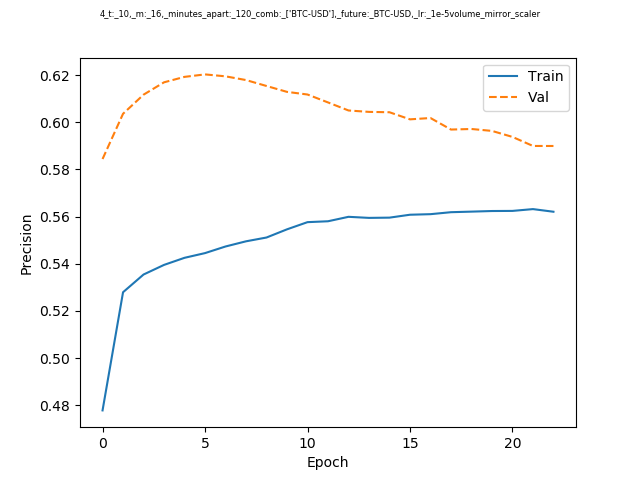 4_t:_10,_m:_16,_minutes_apart:_120_comb:_['BTC-USD'],_future:_BTC-USD,_lr:_1e-5volume_mirror_scaler
Train
Val
0.62
0.60
0.58
0.56
0.54
0.52
0.50
0.48
Precision
0 5 10 15 20
Epoch